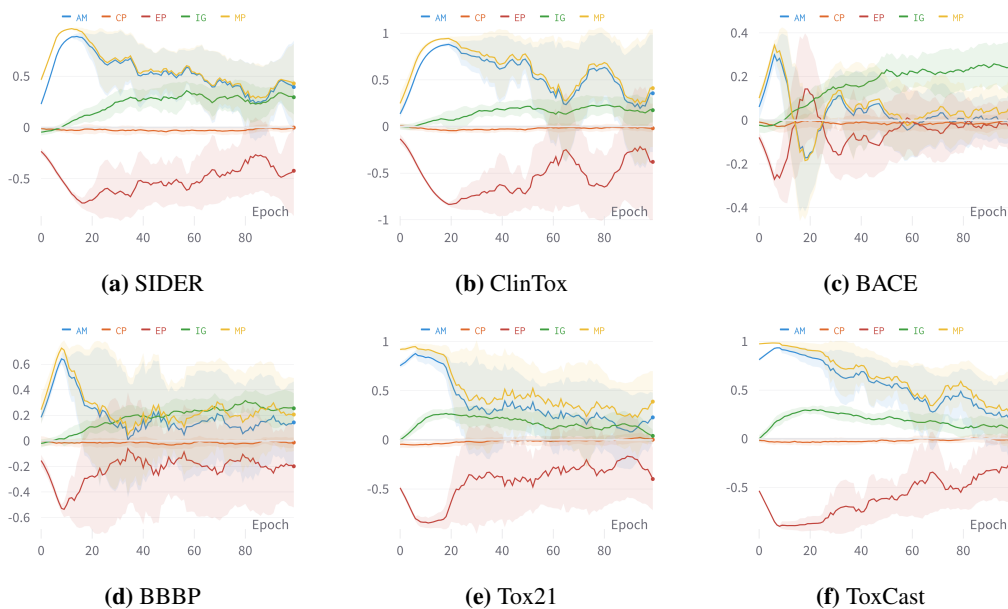 AM CP EP IG MP
AM CP EP IG MP
AM CP EP IG MP
0.5
0
-0.5
Epoch
0 20 40 60 80
1
0.5
0
-0.5
-1
Epoch
0 20 40 60 80
0.4
0.2
0
-0.2
-0.4
Epoch
0 20 40 60 80
(a) SIDER
(b) ClinTox
(c) BACE
AM CP EP IG MP
AM CP EP IG MP
AM CP EP IG MP
0.6
0.4
0.2
0
-0.2
-0.4
-0.6
Epoch
0 20 40 60 80
1
0.5
0
-0.5
Epoch
0 20 40 60 80
1
0.5
0
-0.5
Epoch
0 20 40 60 80
(d) BBBP
(e) Tox21
(f) ToxCast